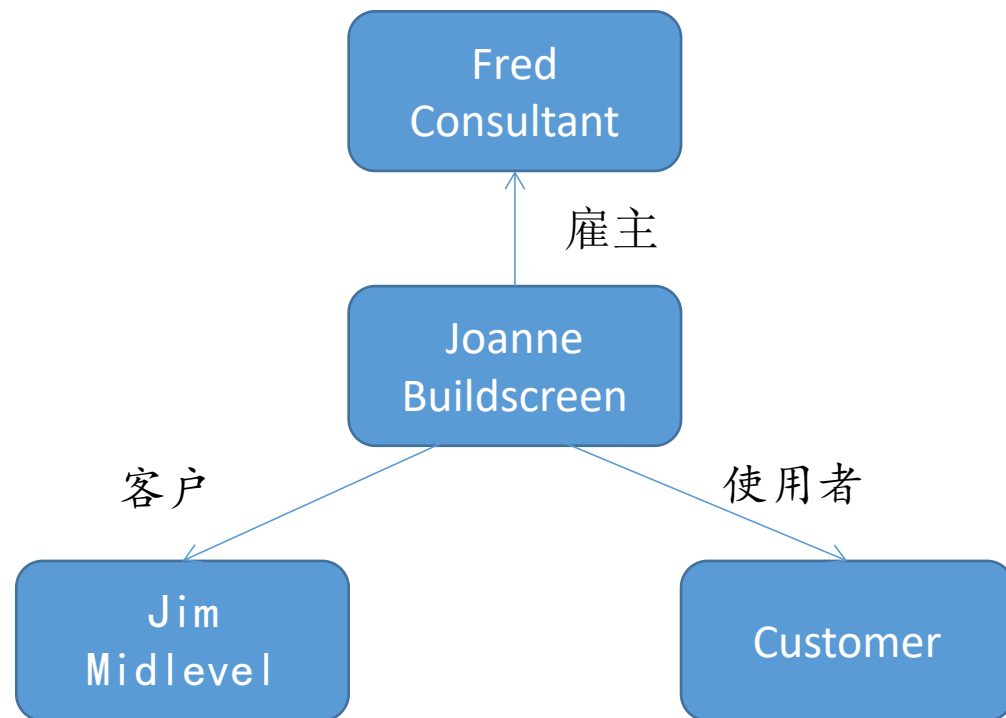 Fred
Consultant
雇主
Joanne
Buildscreen
客户
使用者
Jim
Midlevel
Customer